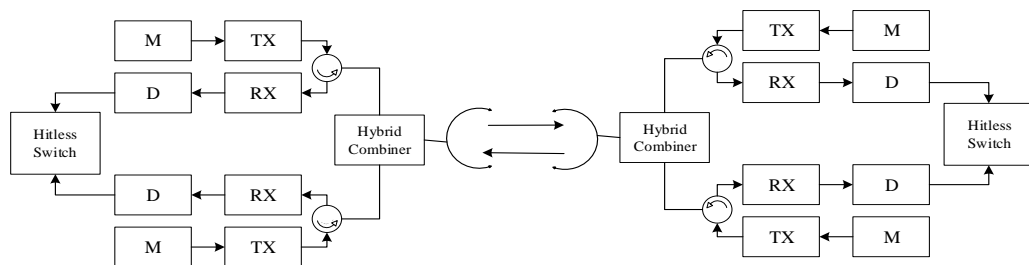 M TX TX M
D RX RX D
Hitless Switch
Hybrid Combiner
Hybrid Combiner
Hitless Switch
D RX RX D
M TX TX M